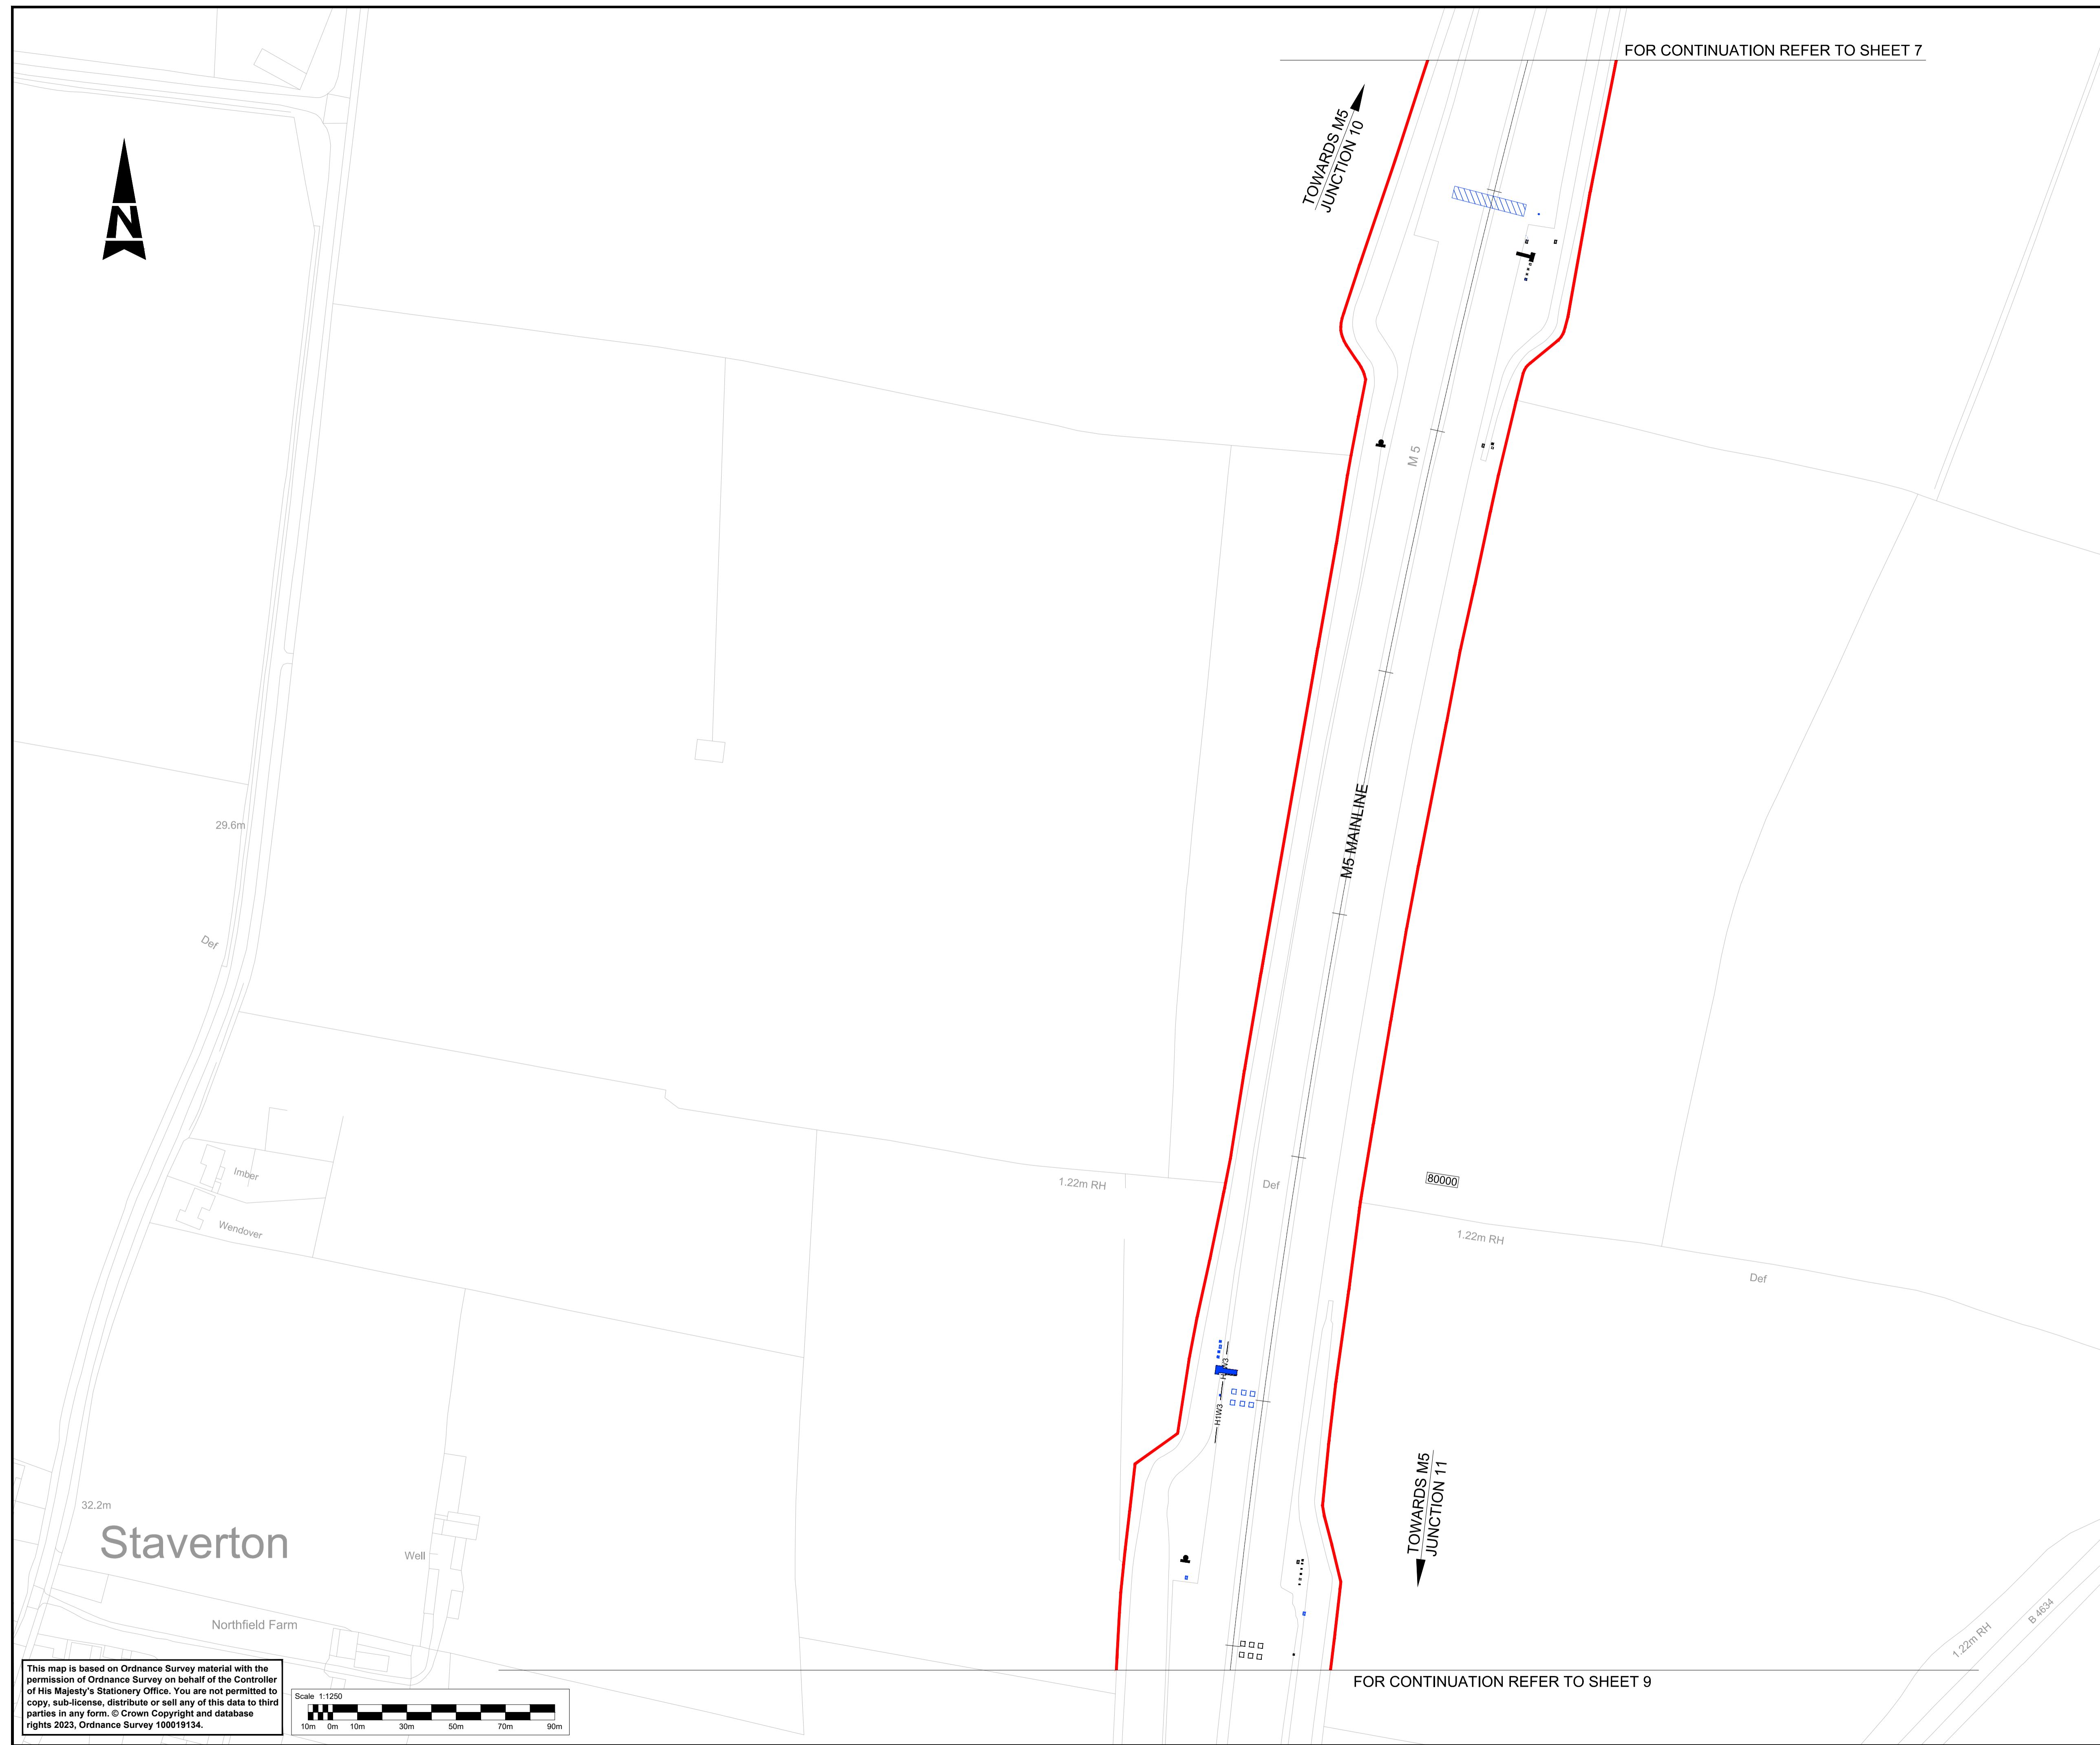 FOR CONTINUATION REFER TO SHEET 7
TOWARDS M5
JUNCTION 10
N
M 5
M5 MAINLINE
29.6m
Def
Imber
Wendover
1.22m RH
Def
80000
1.22m RH
Def
H1W3
TOWARDS M5
JUNCTION 11
32.2m
Staverton
Well
Northfield Farm
1.22m RH
B 4634
FOR CONTINUATION REFER TO SHEET 9
This map is based on Ordnance Survey material with the
permission of Ordnance Survey on behalf of the Controller
of His Majesty's Stationery Office. You are not permitted to
copy, sub-license, distribute or sell any of this data to third
parties in any form. © Crown Copyright and database
rights 2023, Ordnance Survey 100019134.
Scale 1:1250
10m 0m 10m 30m 50m 70m 90m